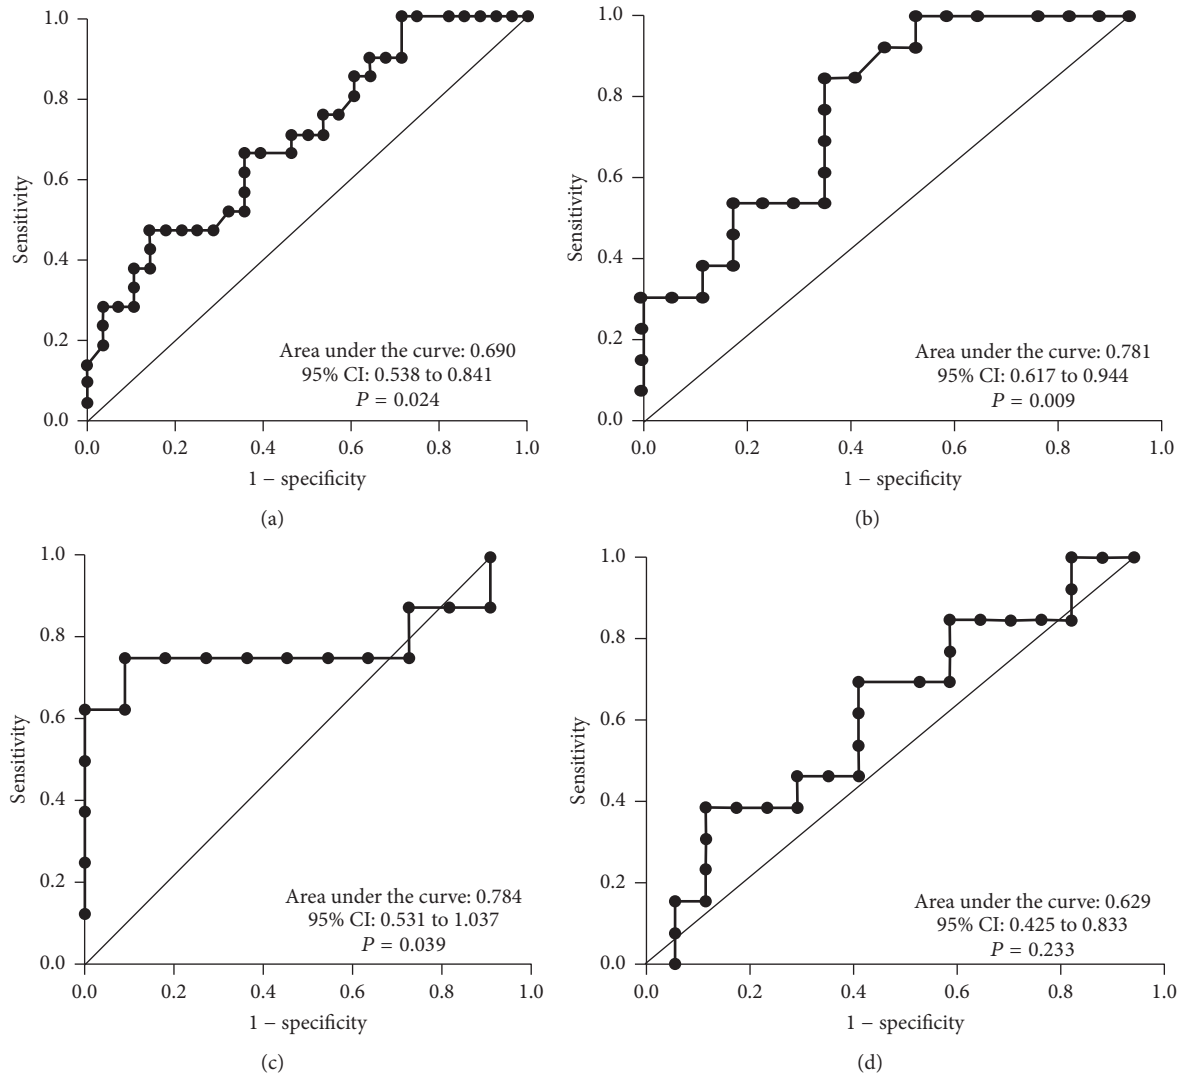 1.0
0.8
0.6
0.4
0.2
0.0
Sensitivity
0.0 0.2 0.4 0.6 0.8 1.0
1 − specificity
Area under the curve: 0.690
95% CI: 0.538 to 0.841
P = 0.024
(a)
1.0
0.8
0.6
0.4
0.2
0.0
Sensitivity
0.0 0.2 0.4 0.6 0.8 1.0
1 − specificity
Area under the curve: 0.781
95% CI: 0.617 to 0.944
P = 0.009
(b)
1.0
0.8
0.6
0.4
0.2
0.0
Sensitivity
0.0 0.2 0.4 0.6 0.8 1.0
1 − specificity
Area under the curve: 0.784
95% CI: 0.531 to 1.037
P = 0.039
(c)
1.0
0.8
0.6
0.4
0.2
0.0
Sensitivity
0.0 0.2 0.4 0.6 0.8 1.0
1 − specificity
Area under the curve: 0.629
95% CI: 0.425 to 0.833
P = 0.233
(d)